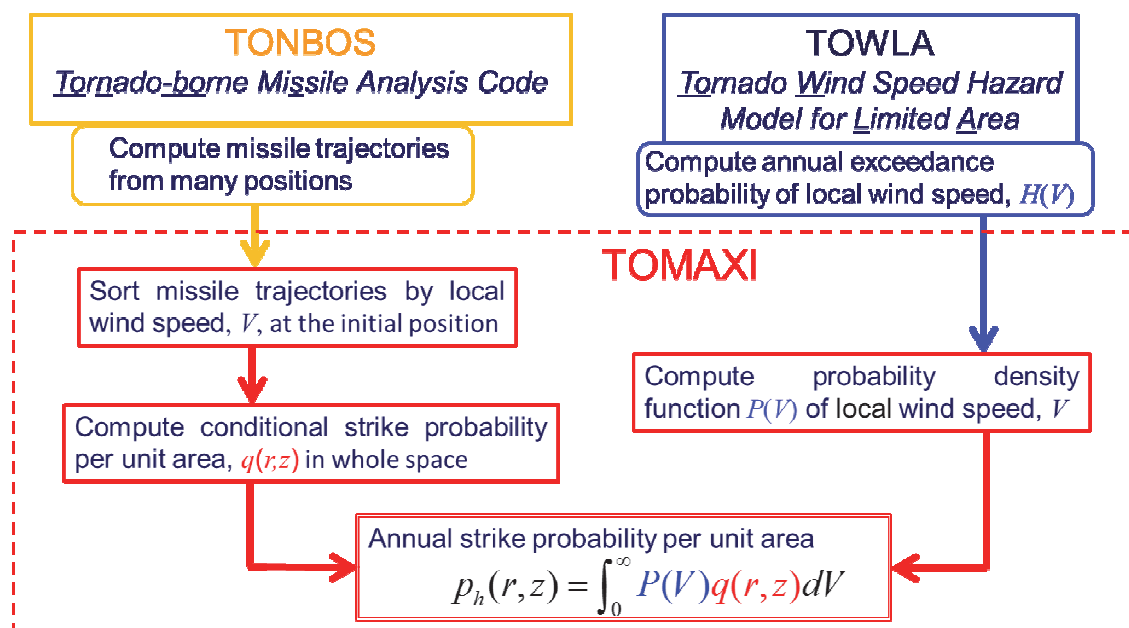 TONBOS
Tornado-borne Missile Analysis Code
Compute missile trajectories
from many positions
TOWLA
Tornado Wind Speed Hazard
Model for Limited Area
Compute annual exceedance
probability of local wind speed, H(V)
TOMAXI
Sort missile trajectories by local
wind speed, V, at the initial position
Compute conditional strike probability
per unit area, q(r,z) in whole space
Compute probability density
function P(V) of local wind speed, V
Annual strike probability per unit area
p_h(r,z) = ∫_0^∞ P(V)q(r,z)dV